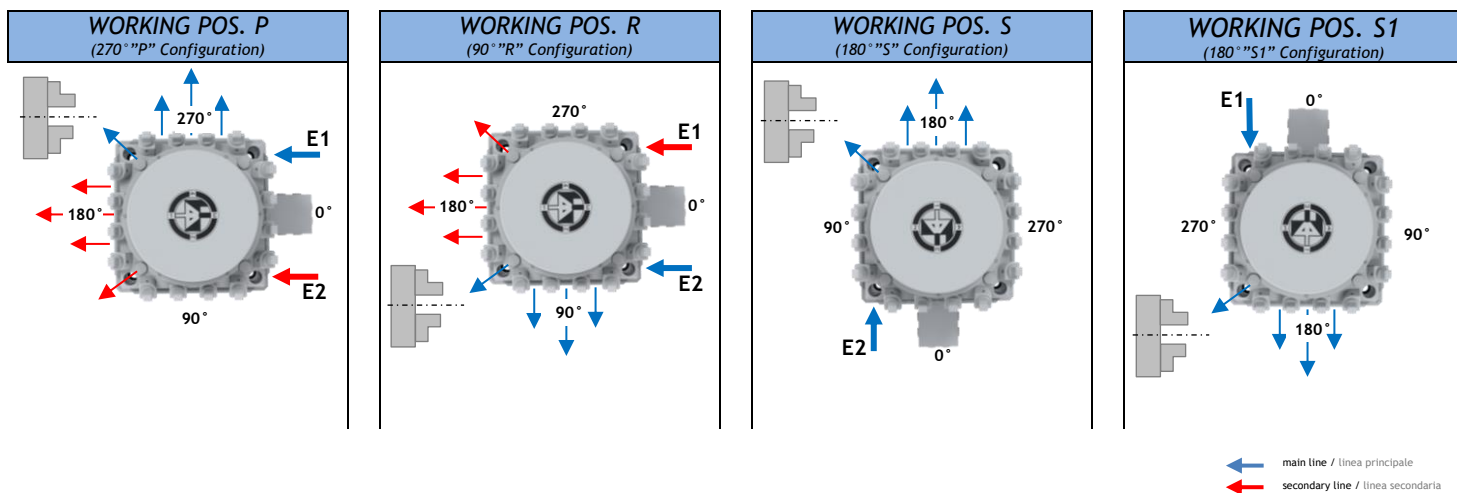 WORKING POS. P
(270°”P” Configuration)
270°
E1
180°
0°
E2
90°
WORKING POS. R
(90°”R” Configuration)
270°
E1
180°
0°
E2
90°
WORKING POS. S
(180°”S” Configuration)
180°
90°
270°
E2
0°
WORKING POS. S1
(180°”S1” Configuration)
0°
E1
270°
90°
180°
main line / linea principale
secondary line / linea secondaria